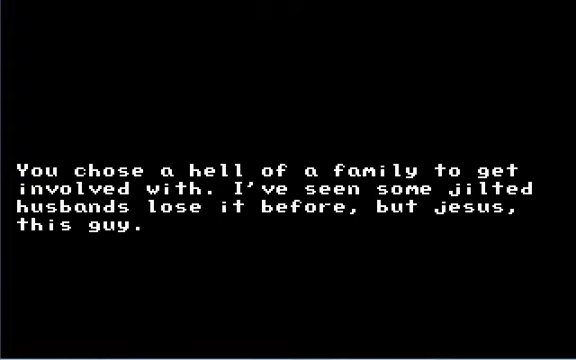 You chose a hell of a family to get
involved with. I've seen some jilted
husbands lose it before, but jesus,
this guy.